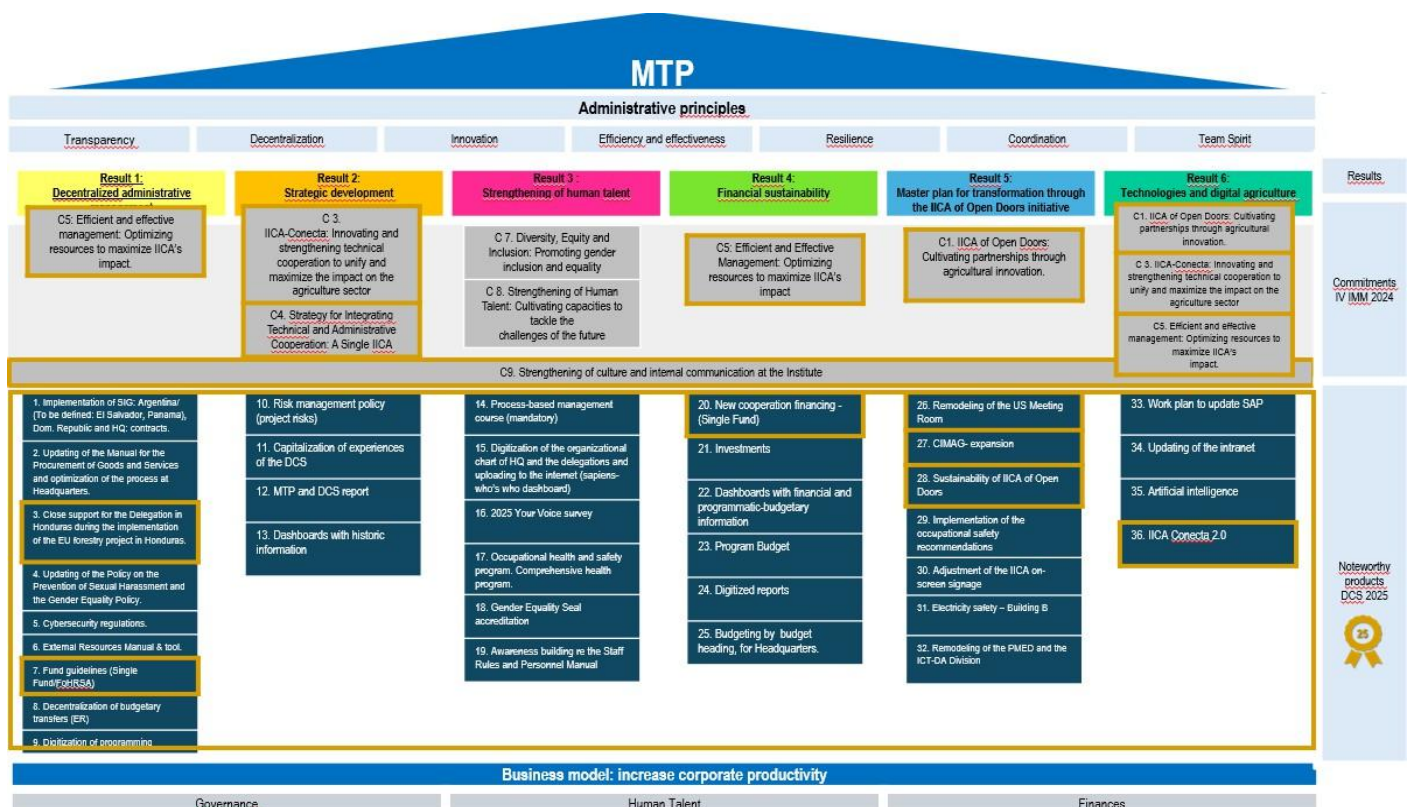 MTP
Administrative principles
Transparency
Decentralization
Innovation
Efficiency and effectiveness
Resilience
Coordination
Team Spirit
Result 1:
Decentralized administrative
Result 2:
Strategic development
Result 3 :
Strengthening of human talent
Result 4:
Financial sustainability
Result 5:
Master plan for transformation through
the IICA of Open Doors initiative
Result 6:
Technologies and digital agriculture
Results
C5: Efficient and effective
management: Optimizing
resources to maximize IICA's
impact.
C 3.
IICA-Conecta: Innovating and
strengthening technical
cooperation to unify and
maximize the impact on the
agriculture sector
C4. Strategy for Integrating
Technical and Administrative
Cooperation: A Single IICA
C 7. Diversity, Equity and
Inclusion: Promoting gender
inclusion and equality
C 8. Strengthening of Human
Talent: Cultivating capacities to
tackle the
challenges of the future
C5: Efficient and Effective
Management: Optimizing
resources to maximize IICA's
impact
C1. IICA of Open Doors:
Cultivating partnerships through
agricultural innovation.
C1. IICA of Open Doors: Cultivating
partnerships through agricultural
innovation.
C 3. IICA-Conecta: Innovating and
strengthening technical cooperation to
unify and maximize the impact on the
agriculture sector
C5. Efficient and effective
management: Optimizing resources to
maximize IICA's
impact.
Commitments
IV IMM 2024
C9. Strengthening of culture and internal communication at the Institute
1. Implementation of SIG: Argentina/
(To be defined: El Salvador, Panama),
Dom. Republic and HQ: contracts.
2. Updating of the Manual for the
Procurement of Goods and Services
and optimization of the process at
Headquarters.
3. Close support for the Delegation in
Honduras during the implementation
of the EU forestry project in Honduras.
4. Updating of the Policy on the
Prevention of Sexual Harassment and
the Gender Equality Policy.
5. Cybersecurity regulations.
6. External Resources Manual & tool.
7. Fund guidelines (Single
Fund/FoHRSA)
8. Decentralization of budgetary
transfers (ER)
9. Digitization of programming
10. Risk management policy
(project risks)
11. Capitalization of experiences
of the DCS
12. MTP and DCS report
13. Dashboards with historic
information
14. Process-based management
course (mandatory)
15. Digitization of the organizational
chart of HQ and the delegations and
uploading to the internet (sapiens-
who's who dashboard)
16. 2025 Your Voice survey
17. Occupational health and safety
program. Comprehensive health
program.
18. Gender Equality Seal
accreditation
19. Awareness building re the Staff
Rules and Personnel Manual
20. New cooperation financing -
(Single Fund)
21. Investments
22. Dashboards with financial and
programmatic-budgetary
information
23. Program Budget
24. Digitized reports
25. Budgeting by budget
heading, for Headquarters.
26. Remodeling of the US Meeting
Room
27. CIMAG- expansion
28. Sustainability of IICA of Open
Doors
29. Implementation of the
occupational safety
recommendations
30. Adjustment of the IICA on-
screen signage
31. Electricity safety – Building B
32. Remodeling of the PMED and the
ICT-DA Division
33. Work plan to update SAP
34. Updating of the intranet
35. Artificial intelligence
36. IICA Conecta 2.0
Noteworthy
products
DCS 2025
25
Business model: increase corporate productivity
Governance
Human Talent
Finances